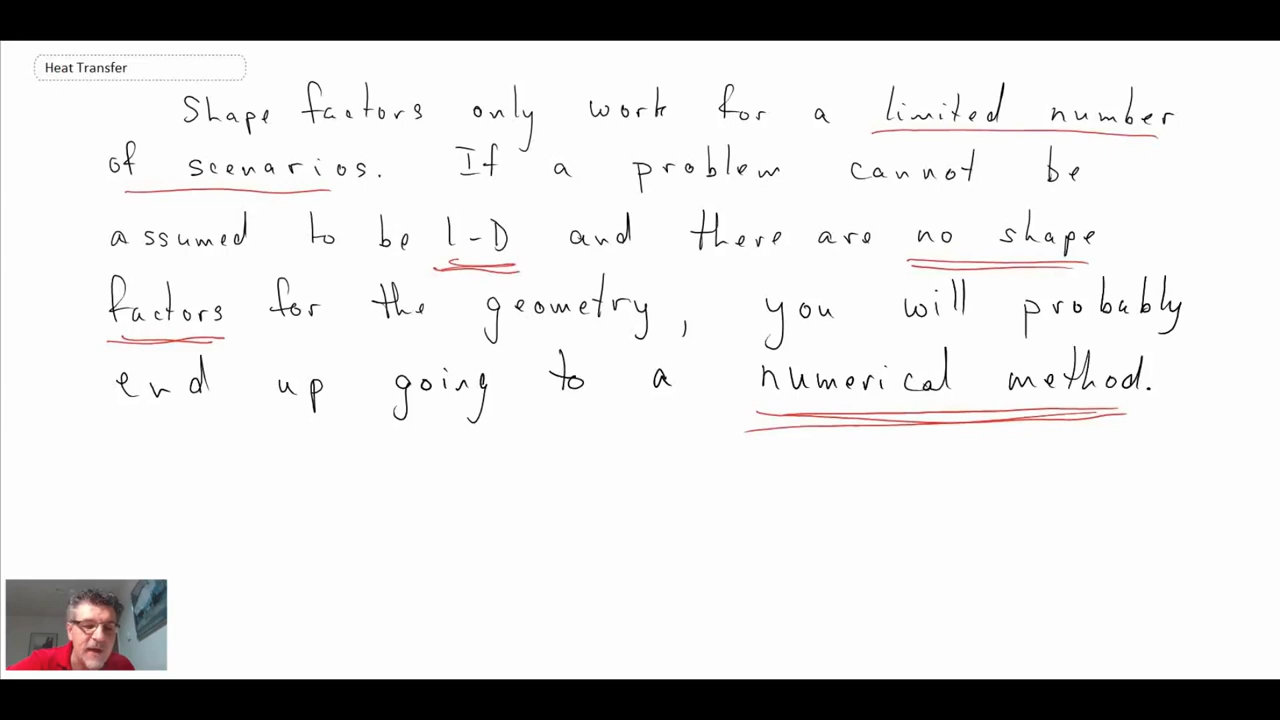 Heat Transfer
Shape factors only work for a limited number
of scenarios. If a problem cannot be
assumed to be 1-D and there are no shape
factors for the geometry, you will probably
end up going to a numerical method.